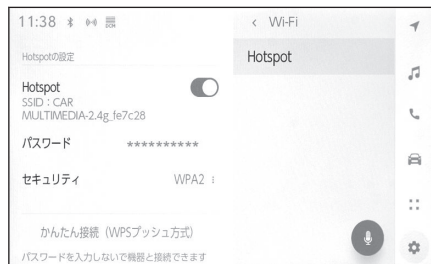 11:38
DCM
< Wi-Fi
Hotspotの設定
Hotspot
Hotspot
SSID：CAR
MULTIMEDIA-2.4g_fe7c28
パスワード **********
セキュリティ WPA2
かんたん接続（WPSプッシュ方式）
パスワードを入力しないで機器と接続できます